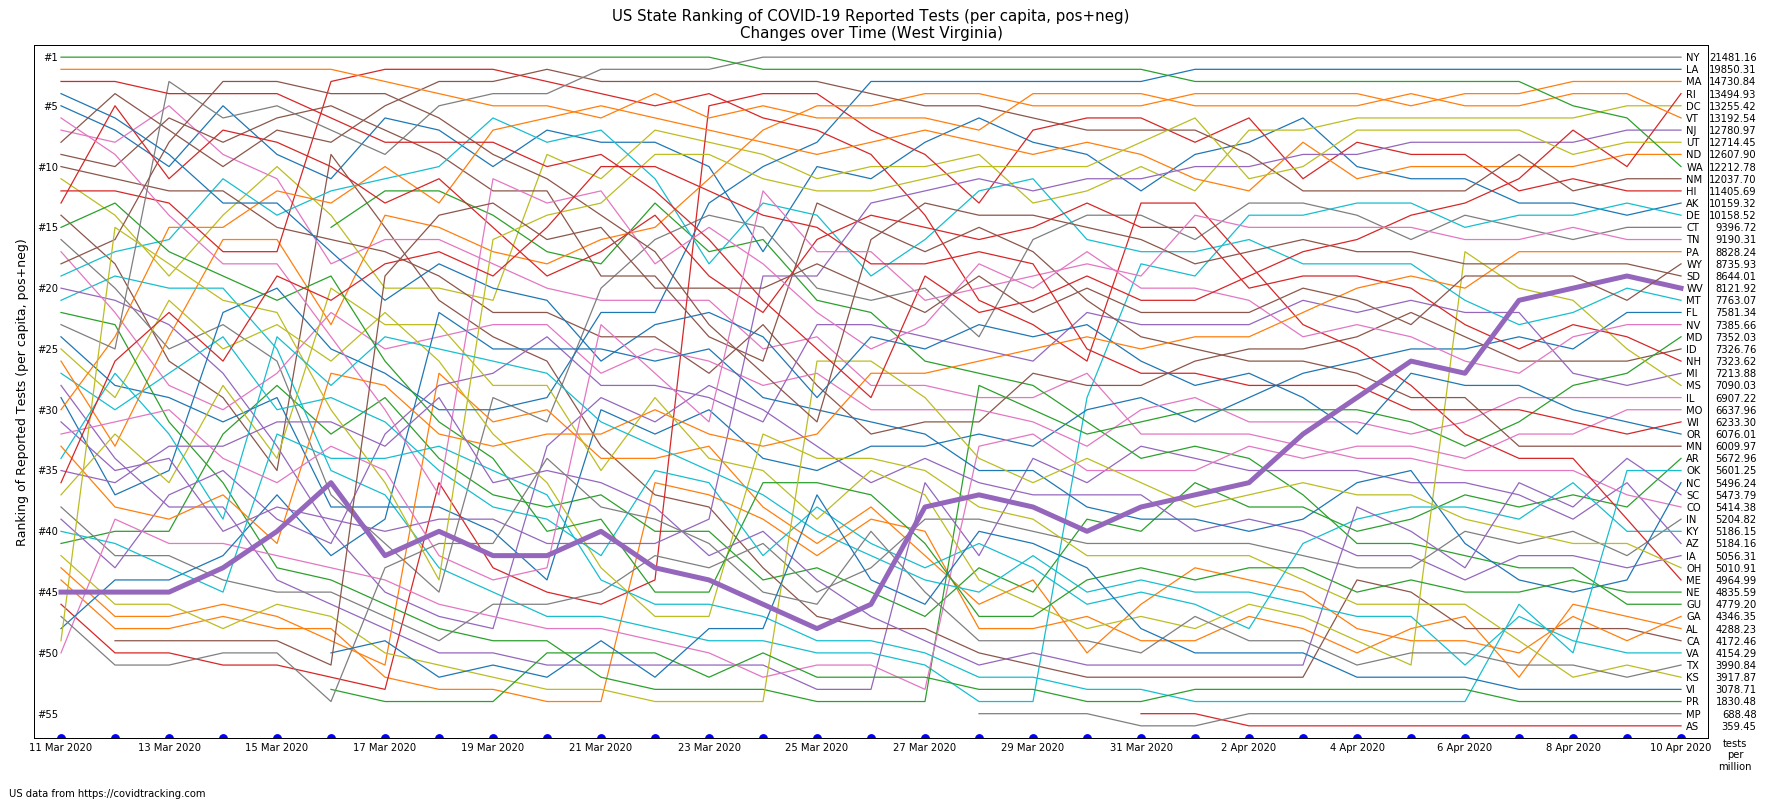 US State Ranking of COVID-19 Reported Tests (per capita, pos+neg)
Changes over Time (West Virginia)
Ranking of Reported Tests (per capita, pos+neg)
#1
#5
#10
#15
#20
#25
#30
#35
#40
#45
#50
#55
NY 21481.16
LA 19850.31
MA 14730.84
RI 13494.93
DC 13255.42
VT 13192.54
NJ 12780.97
UT 12714.45
ND 12607.90
WA 12212.78
NM 12037.70
HI 11405.69
AK 10159.32
DE 10158.52
CT 9396.72
TN 9190.31
PA 8828.24
WY 8735.93
SD 8644.01
WV 8121.92
MT 7763.07
FL 7581.34
NV 7385.66
MD 7352.03
ID 7326.76
NH 7323.62
MI 7213.88
MS 7090.03
IL 6907.22
MO 6637.96
WI 6233.30
OR 6076.01
MN 6009.97
AR 5672.96
OK 5601.25
NC 5496.24
SC 5473.79
CO 5414.38
IN 5204.82
KY 5186.15
AZ 5184.16
IA 5056.31
OH 5010.91
ME 4964.99
NE 4835.59
GU 4779.20
GA 4346.35
AL 4288.23
CA 4172.46
VA 4154.29
TX 3990.84
KS 3917.87
VI 3078.71
PR 1830.48
MP 688.48
AS 359.45
11 Mar 2020
13 Mar 2020
15 Mar 2020
17 Mar 2020
19 Mar 2020
21 Mar 2020
23 Mar 2020
25 Mar 2020
27 Mar 2020
29 Mar 2020
31 Mar 2020
2 Apr 2020
4 Apr 2020
6 Apr 2020
8 Apr 2020
10 Apr 2020
tests
per
million
US data from https://covidtracking.com